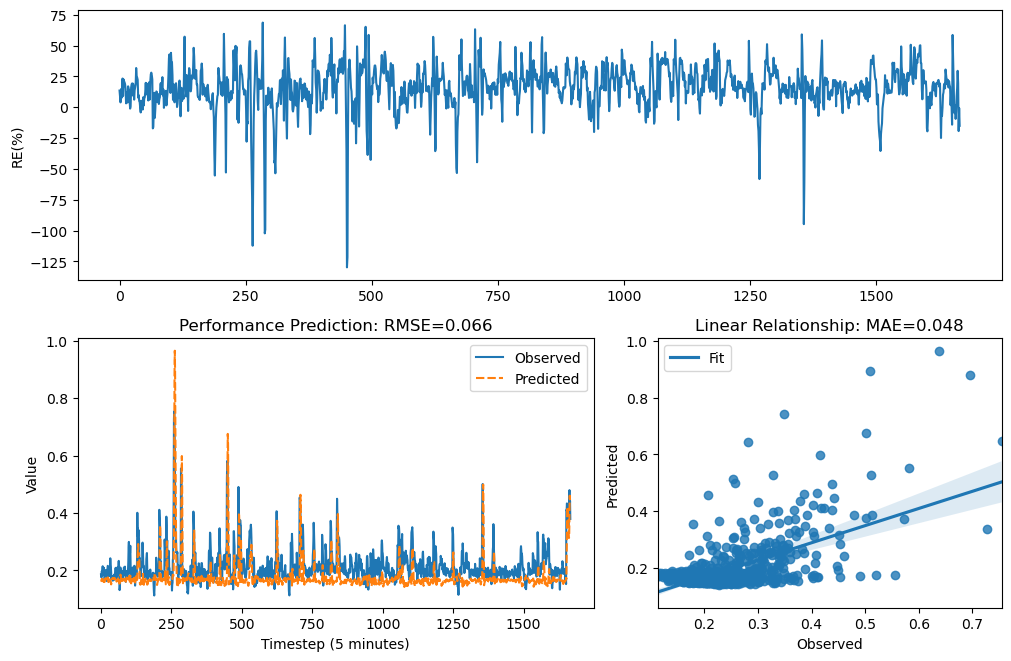 75
50
25
0
−25
−50
−75
−100
−125
RE(%)
0 250 500 750 1000 1250 1500
Performance Prediction: RMSE=0.066
1.0
0.8
0.6
0.4
0.2
Value
Observed
Predicted
0 250 500 750 1000 1250 1500
Timestep (5 minutes)
Linear Relationship: MAE=0.048
1.0
0.8
0.6
0.4
0.2
Predicted
Fit
0.2 0.3 0.4 0.5 0.6 0.7
Observed